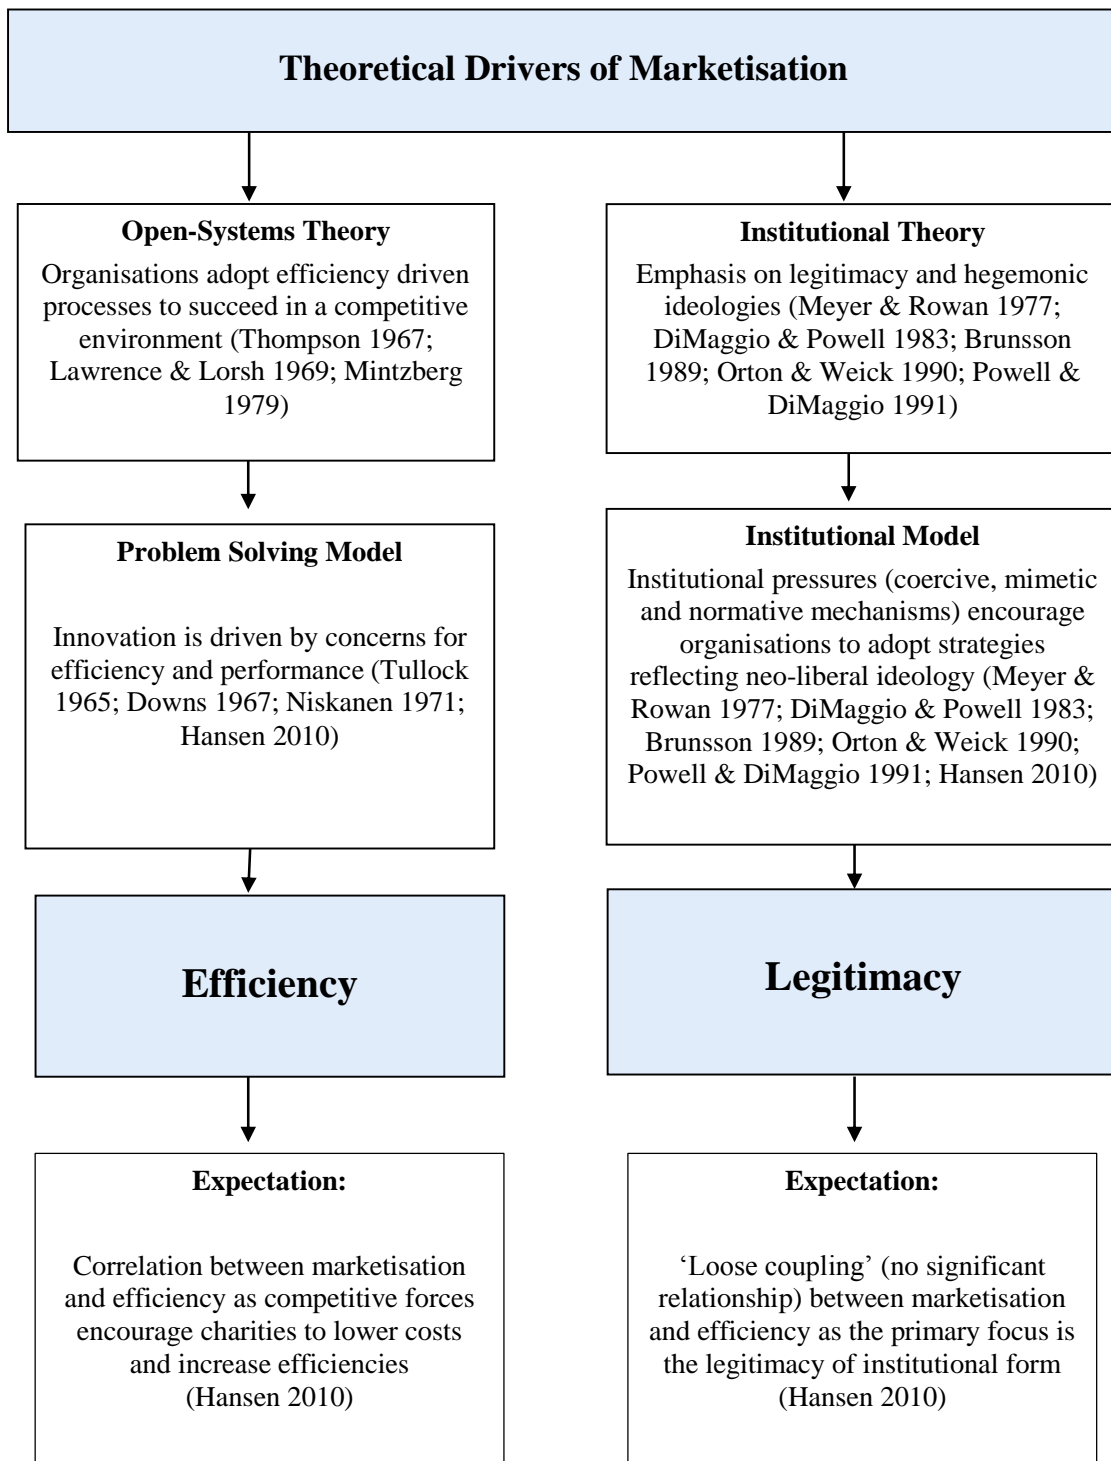 Theoretical Drivers of Marketisation
Open-Systems Theory
Organisations adopt efficiency driven
processes to succeed in a competitive
environment (Thompson 1967;
Lawrence & Lorsh 1969; Mintzberg
1979)
Institutional Theory
Emphasis on legitimacy and hegemonic
ideologies (Meyer & Rowan 1977;
DiMaggio & Powell 1983; Brunsson
1989; Orton & Weick 1990; Powell &
DiMaggio 1991)
Problem Solving Model
Innovation is driven by concerns for
efficiency and performance (Tullock
1965; Downs 1967; Niskanen 1971;
Hansen 2010)
Institutional Model
Institutional pressures (coercive, mimetic
and normative mechanisms) encourage
organisations to adopt strategies
reflecting neo-liberal ideology (Meyer &
Rowan 1977; DiMaggio & Powell 1983;
Brunsson 1989; Orton & Weick 1990;
Powell & DiMaggio 1991; Hansen 2010)
Efficiency
Legitimacy
Expectation:
Correlation between marketisation
and efficiency as competitive forces
encourage charities to lower costs
and increase efficiencies
(Hansen 2010)
Expectation:
‘Loose coupling’ (no significant
relationship) between marketisation
and efficiency as the primary focus is
the legitimacy of institutional form
(Hansen 2010)